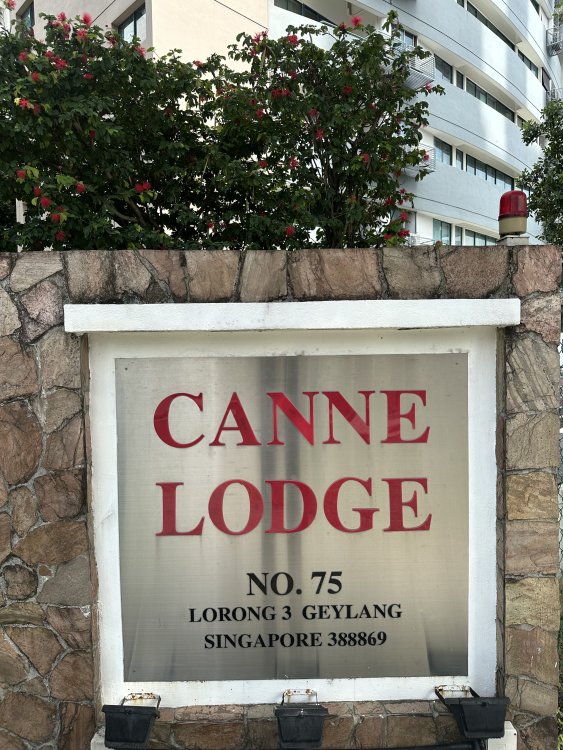 CANNE
LODGE
NO. 75
LORONG 3 GEYLANG
SINGAPORE 388869